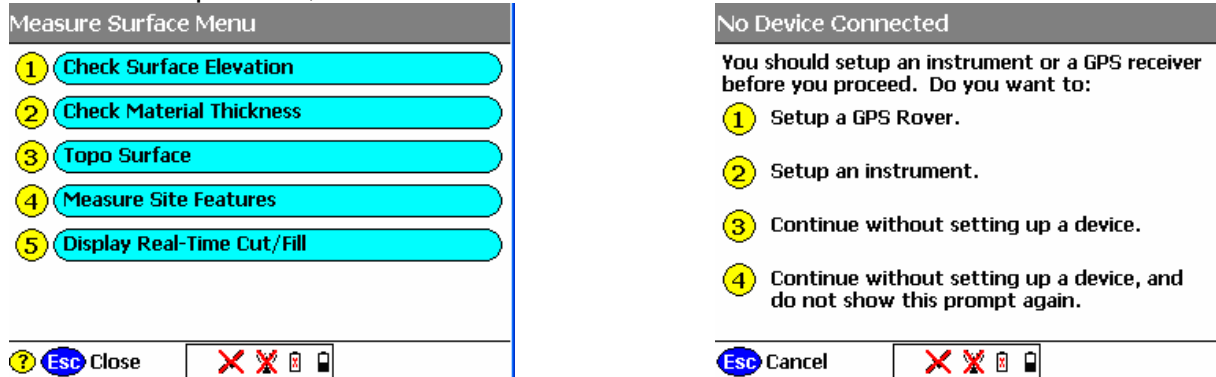 Measure Surface Menu
1 Check Surface Elevation
2 Check Material Thickness
3 Topo Surface
4 Measure Site Features
5 Display Real-Time Cut/Fill
? Esc Close
No Device Connected
You should setup an instrument or a GPS receiver
before you proceed. Do you want to:
1 Setup a GPS Rover.
2 Setup an instrument.
3 Continue without setting up a device.
4 Continue without setting up a device, and
do not show this prompt again.
Esc Cancel